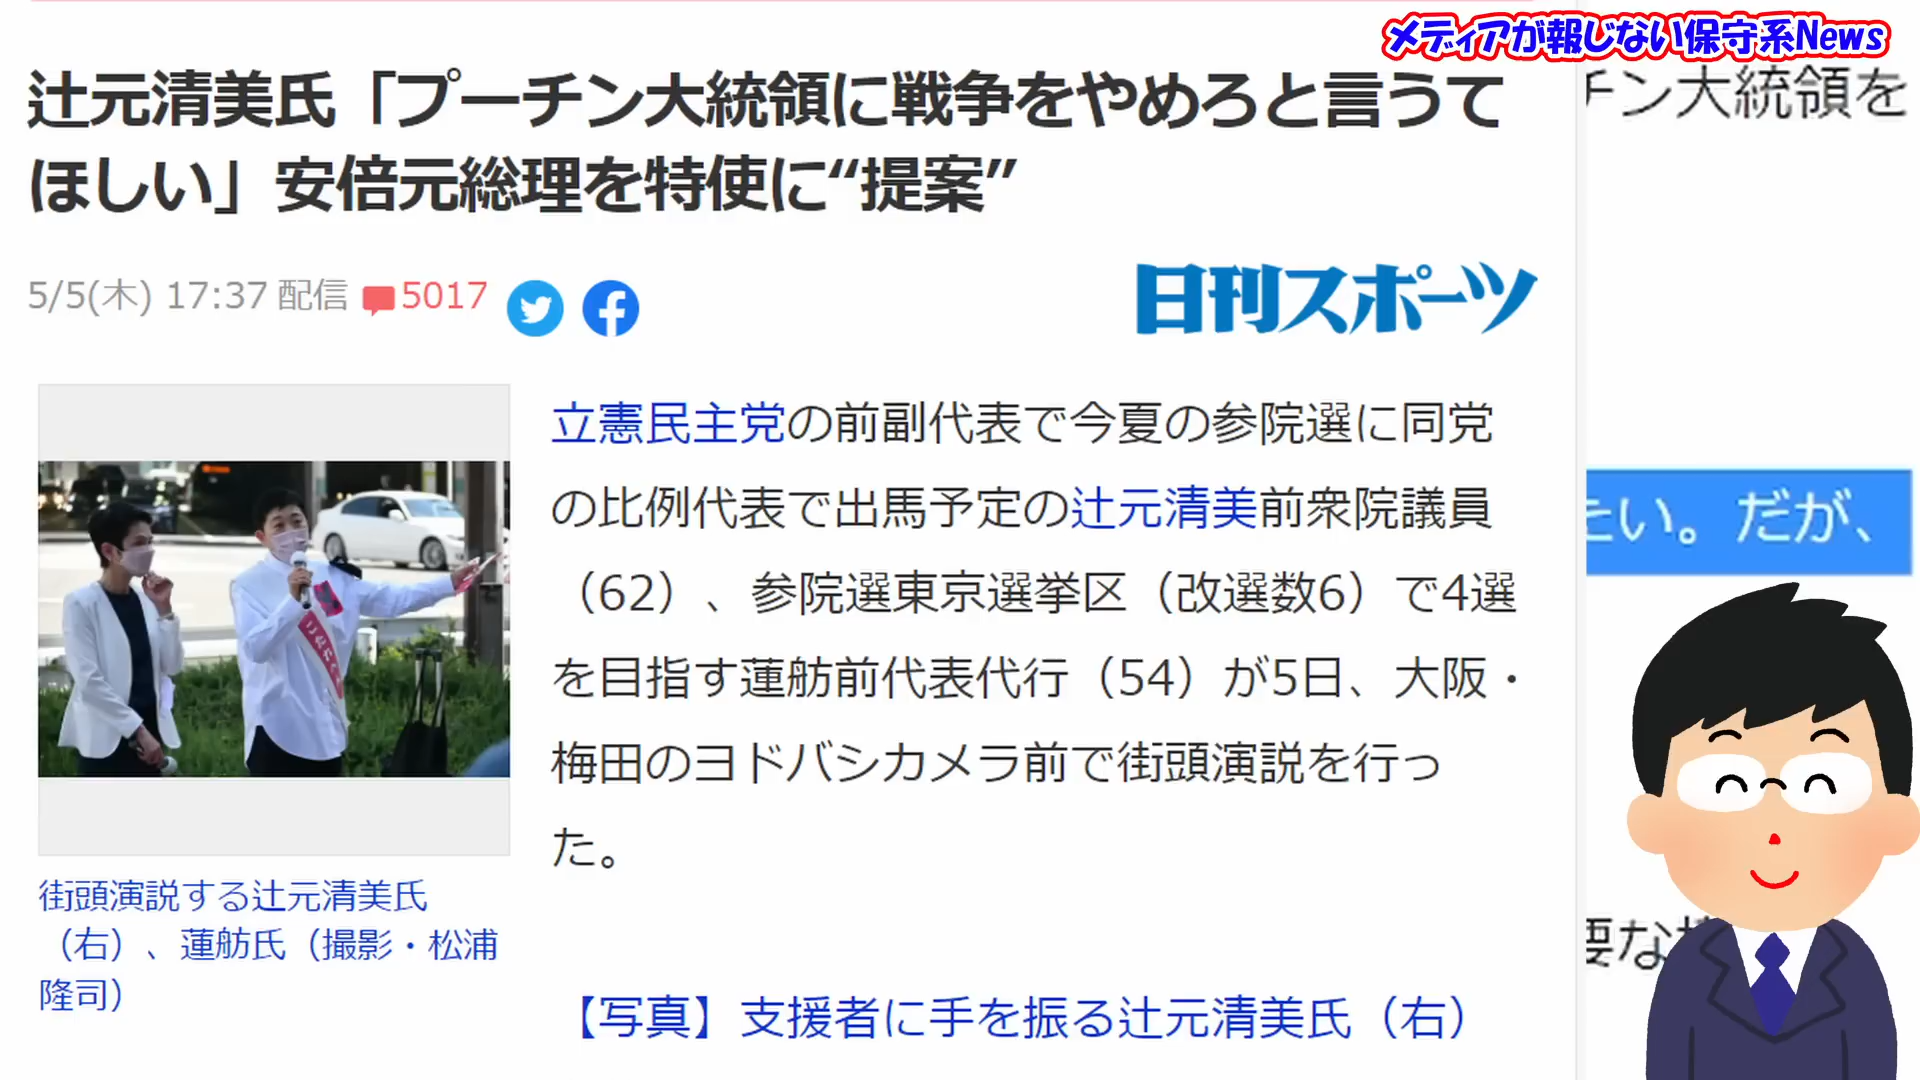 メディアが報じない保守系News
辻元清美氏「プーチン大統領に戦争をやめろと言うて
ほしい」安倍元総理を特使に“提案”
チン大統領を
5/5(木) 17:37 配信 5017
日刊スポーツ
立憲民主党の前副代表で今夏の参院選に同党
の比例代表で出馬予定の辻元清美前衆院議員
（62）、参院選東京選挙区（改選数6）で4選
を目指す蓮舫前代表代行（54）が5日、大阪・
梅田のヨドバシカメラ前で街頭演説を行っ
た。
たい。だが、
街頭演説する辻元清美氏
（右）、蓮舫氏（撮影・松浦
隆司）
【写真】支援者に手を振る辻元清美氏（右）
要な